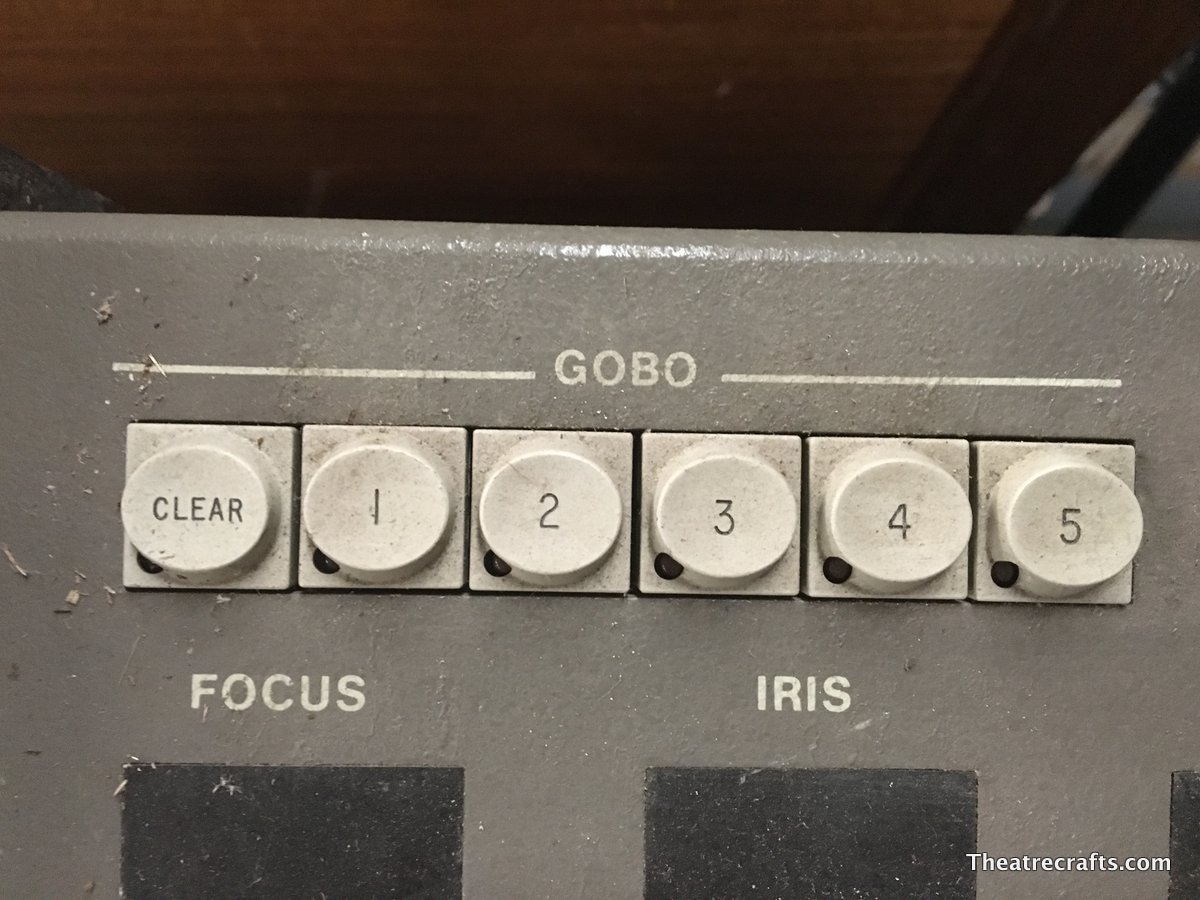 GOBO
CLEAR 1 2 3 4 5
FOCUS IRIS
Theatrecrafts.com